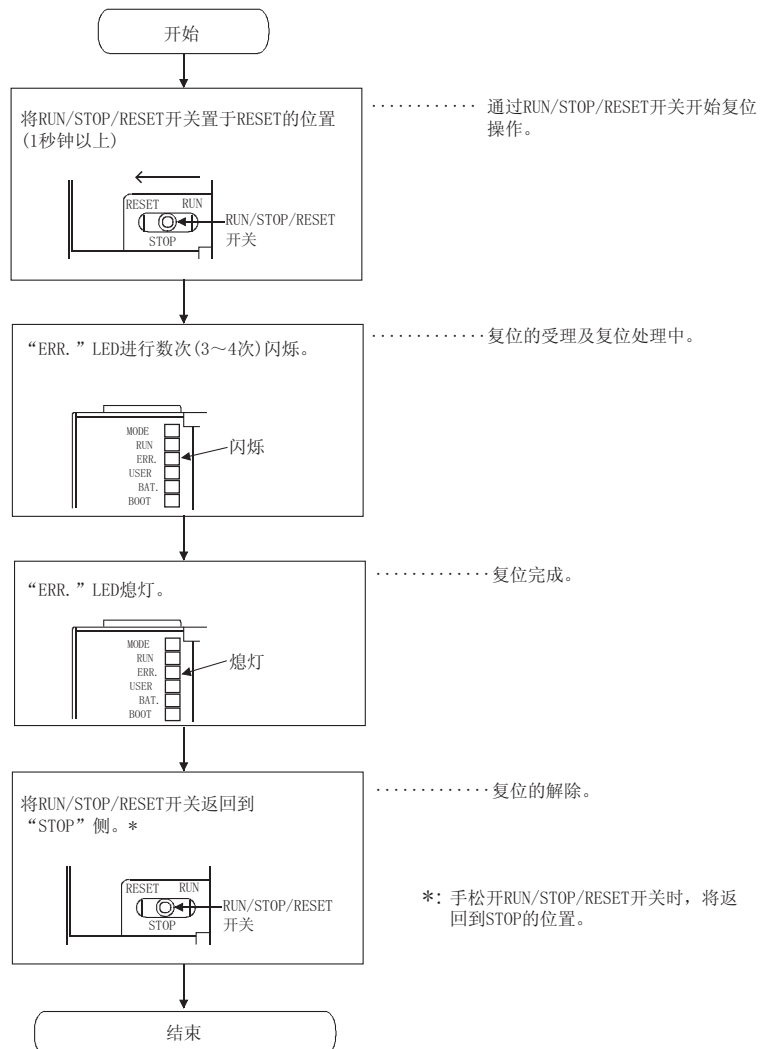 开始
将RUN/STOP/RESET开关置于RESET的位置
(1秒钟以上)
············ 通过RUN/STOP/RESET开关开始复位
操作。
RESET RUN
RUN/STOP/RESET
开关
STOP
“ERR.”LED进行数次(3～4次)闪烁。
·············复位的受理及复位处理中。
MODE
RUN
ERR.
USER
BAT.
BOOT
闪烁
“ERR.”LED熄灯。
·············复位完成。
MODE
RUN
ERR.
USER
BAT.
BOOT
熄灯
将RUN/STOP/RESET开关返回到
“STOP”侧。*
·············复位的解除。
RESET RUN
RUN/STOP/RESET
开关
STOP
*: 手松开RUN/STOP/RESET开关时，将返
回到STOP的位置。
结束